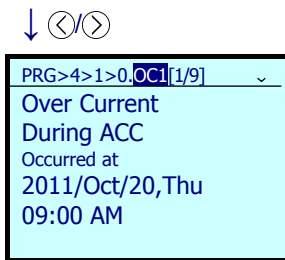 PRG>4>1>0.OC1[1/9]
Over Current
During ACC
Occurred at
2011/Oct/20,Thu
09:00 AM